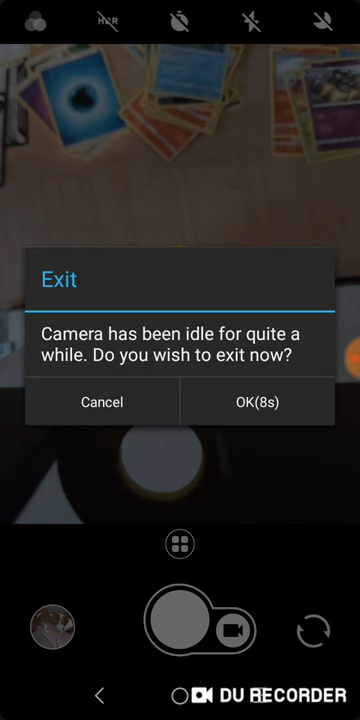 HDR
Exit
Camera has been idle for quite a
while. Do you wish to exit now?
Cancel
OK(8s)
DU RECORDER